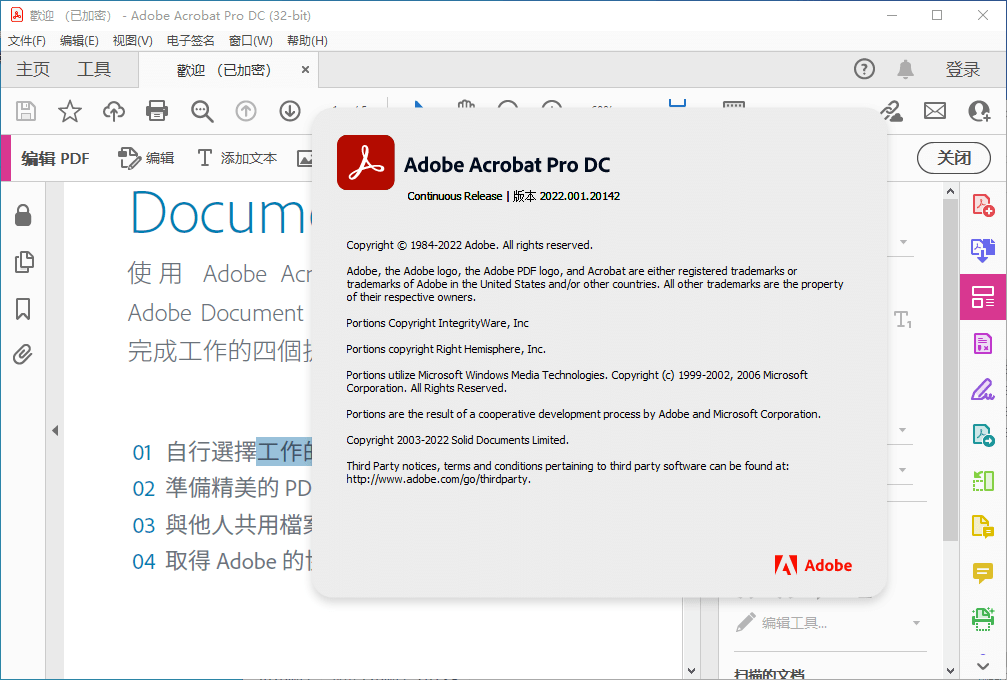 歡迎 （已加密） - Adobe Acrobat Pro DC (32-bit)
文件(F) 编辑(E) 视图(V) 电子签名 窗口(W) 帮助(H)
主页 工具 歡迎 （已加密） × 登录
编辑 PDF 编辑 添加文本 关闭
Adobe Acrobat Pro DC
Continuous Release | 版本 2022.001.20142
Copyright © 1984-2022 Adobe. All rights reserved.
Adobe, the Adobe logo, the Adobe PDF logo, and Acrobat are either registered trademarks or
trademarks of Adobe in the United States and/or other countries. All other trademarks are the property
of their respective owners.
Portions Copyright IntegrityWare, Inc
Portions copyright Right Hemisphere, Inc.
Portions utilize Microsoft Windows Media Technologies. Copyright (c) 1999-2002, 2006 Microsoft
Corporation. All Rights Reserved.
Portions are the result of a cooperative development process by Adobe and Microsoft Corporation.
Copyright 2003-2022 Solid Documents Limited.
Third Party notices, terms and conditions pertaining to third party software can be found at:
http://www.adobe.com/go/thirdparty.
Adobe
Docum
使用 Adobe Acr
Adobe Document
完成工作的四個
01 自行選擇工作的
02 準備精美的 PD
03 與他人共用檔案
04 取得 Adobe 的
编辑工具...
扫描的文档